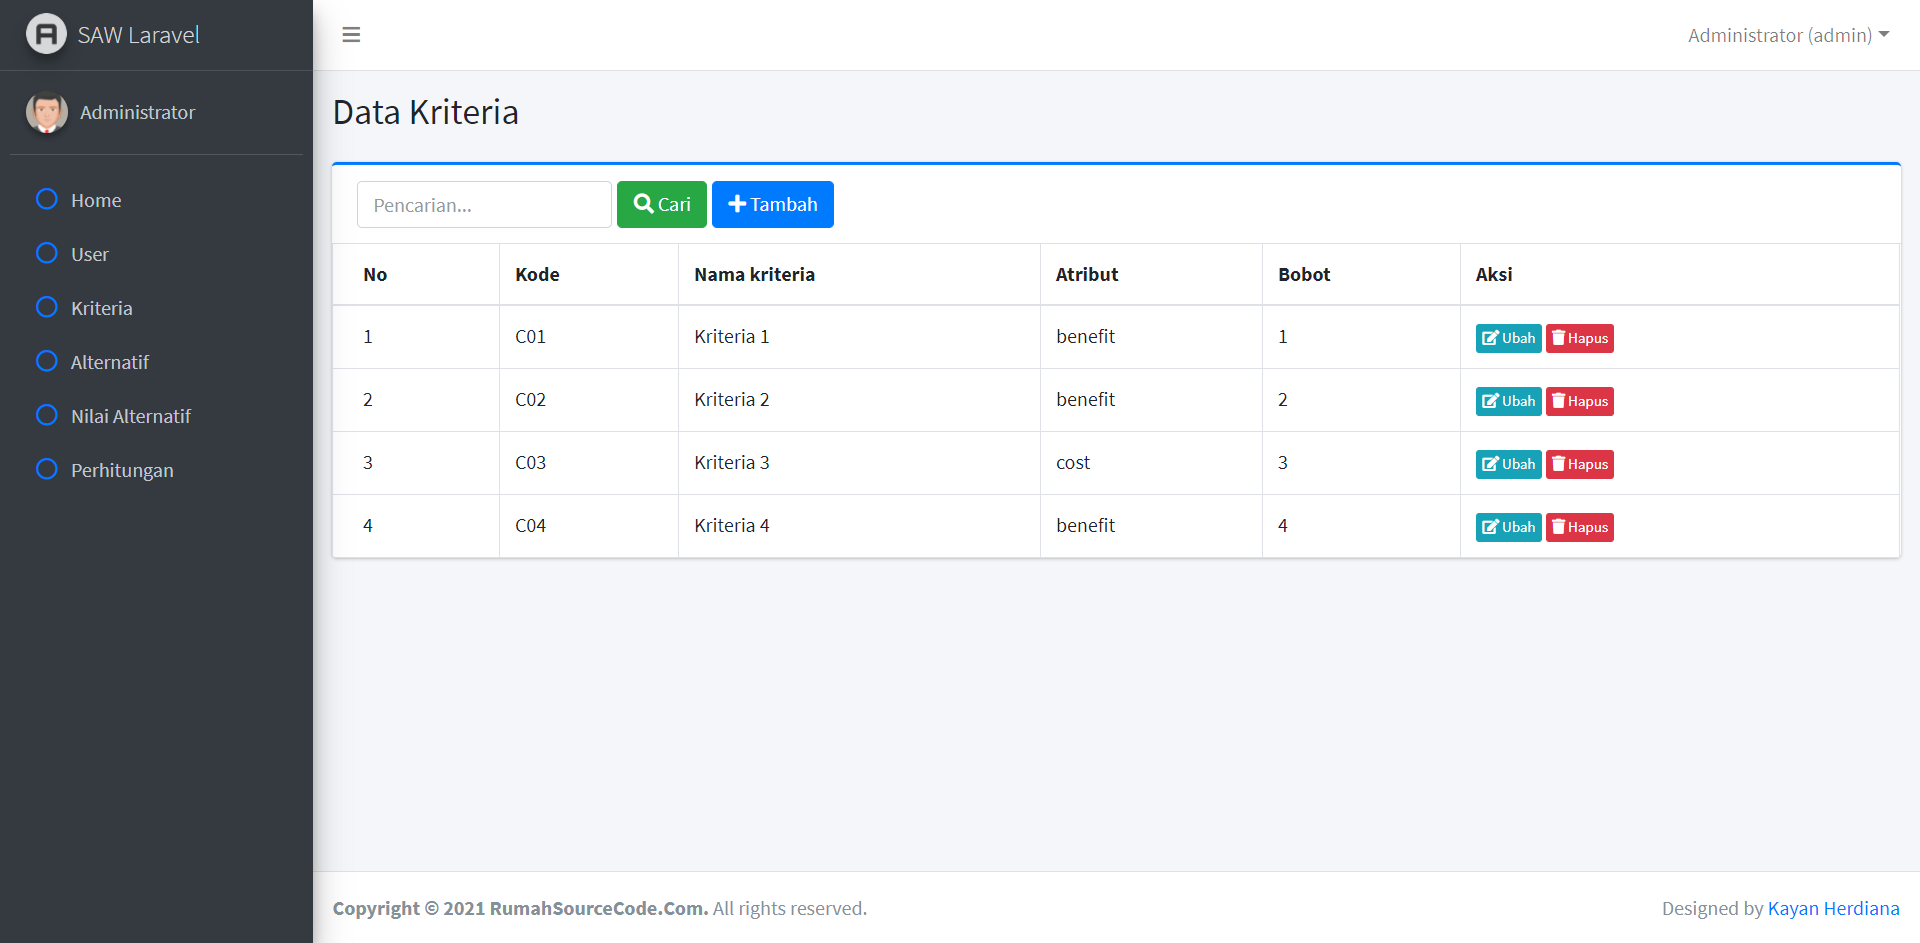 SAW Laravel
Administrator (admin)
Administrator
Home
User
Kriteria
Alternatif
Nilai Alternatif
Perhitungan
Data Kriteria
Pencarian... Cari Tambah
No Kode Nama kriteria Atribut Bobot Aksi
1 C01 Kriteria 1 benefit 1 Ubah Hapus
2 C02 Kriteria 2 benefit 2 Ubah Hapus
3 C03 Kriteria 3 cost 3 Ubah Hapus
4 C04 Kriteria 4 benefit 4 Ubah Hapus
Copyright © 2021 RumahSourceCode.Com. All rights reserved.
Designed by Kayan Herdiana